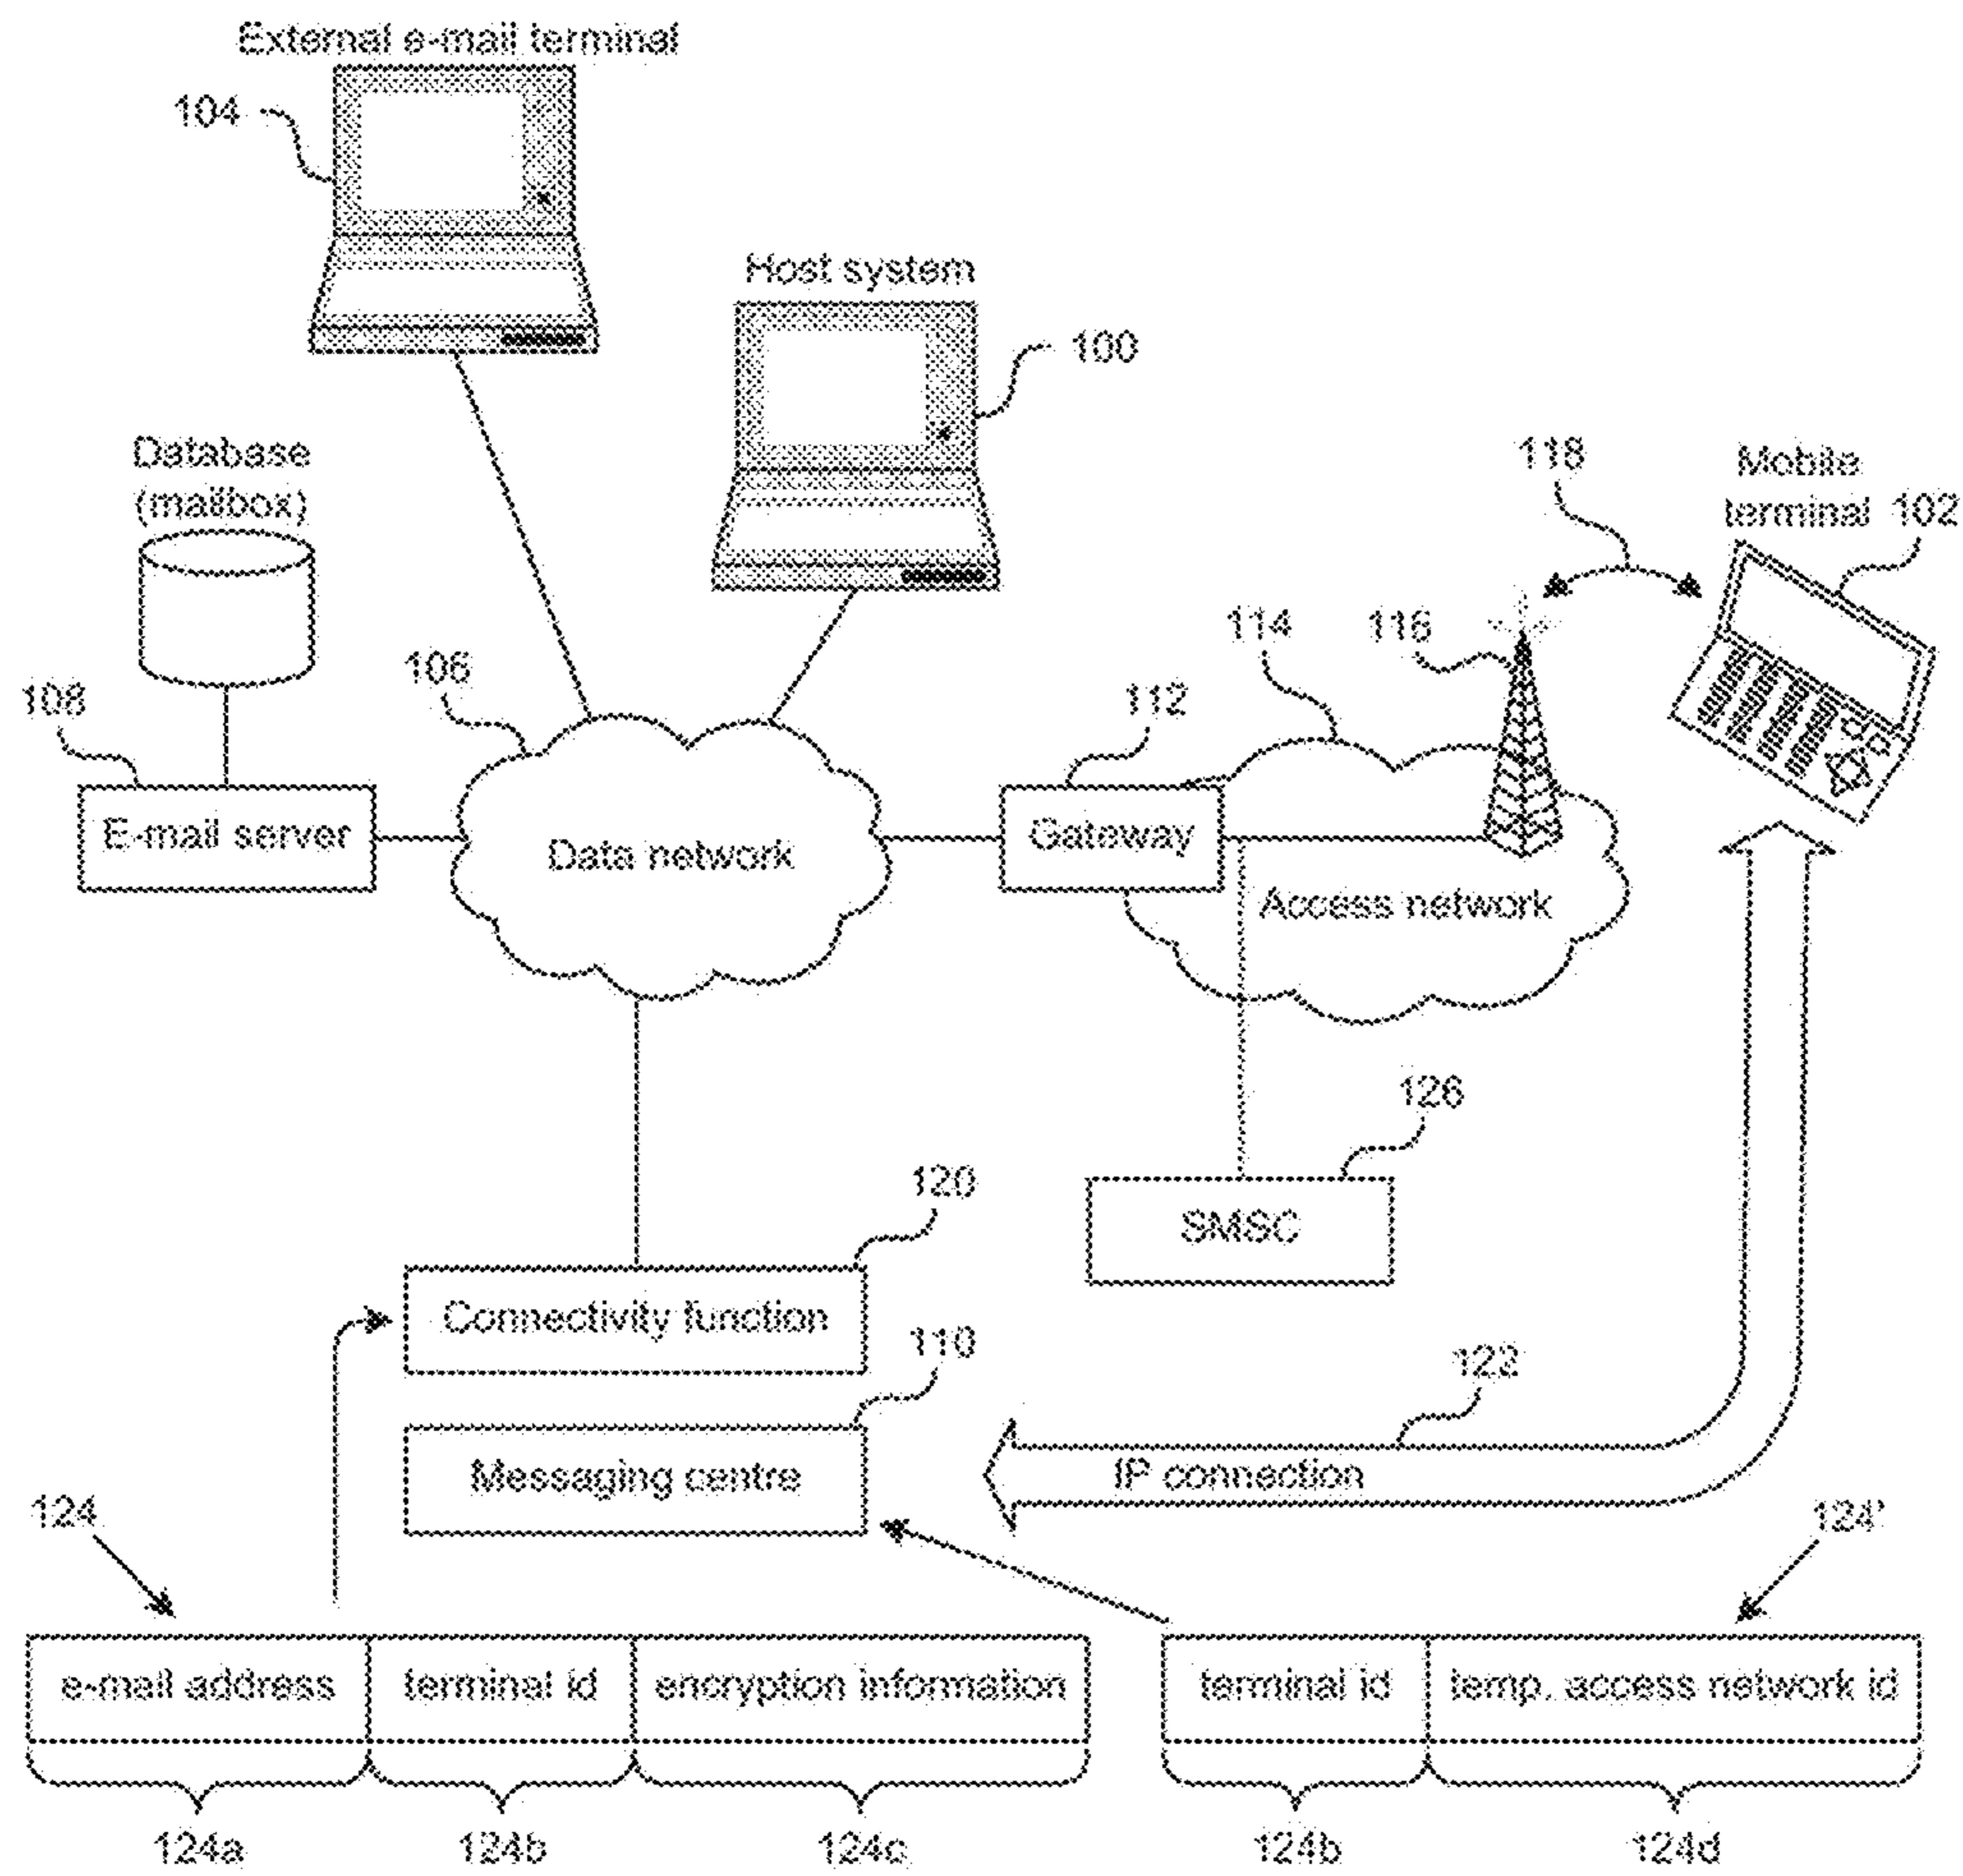 External e-mail terminal
104
Host system
100
Database
(mailbox)
118
Mobile
terminal 102
106
114
116
108
112
E-mail server
Data network
Gateway
Access network
126
120
SMSC
Connectivity function
110
122
Messaging centre
IP connection
124
124'
e-mail address
terminal id
encryption information
terminal id
temp. access network id
124a
124b
124c
124b
124d